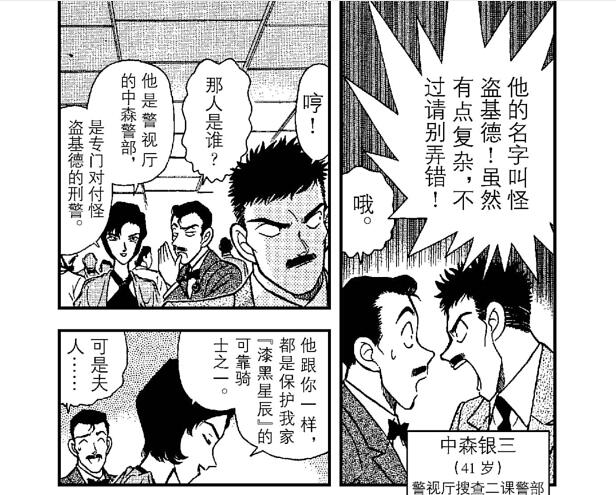 他的名字叫怪
盗基德！虽然
有点复杂，不
过请别弄错！
哦。
中森银三
（41岁）
警视厅搜查二课警部
哼！
那人是谁？
他是警视厅
的中森警部，
是专门对付怪
盗基德的刑警。
他跟你一样，
都是保护我家
『漆黑星辰』的
可靠骑
士之一。
可是夫
人……